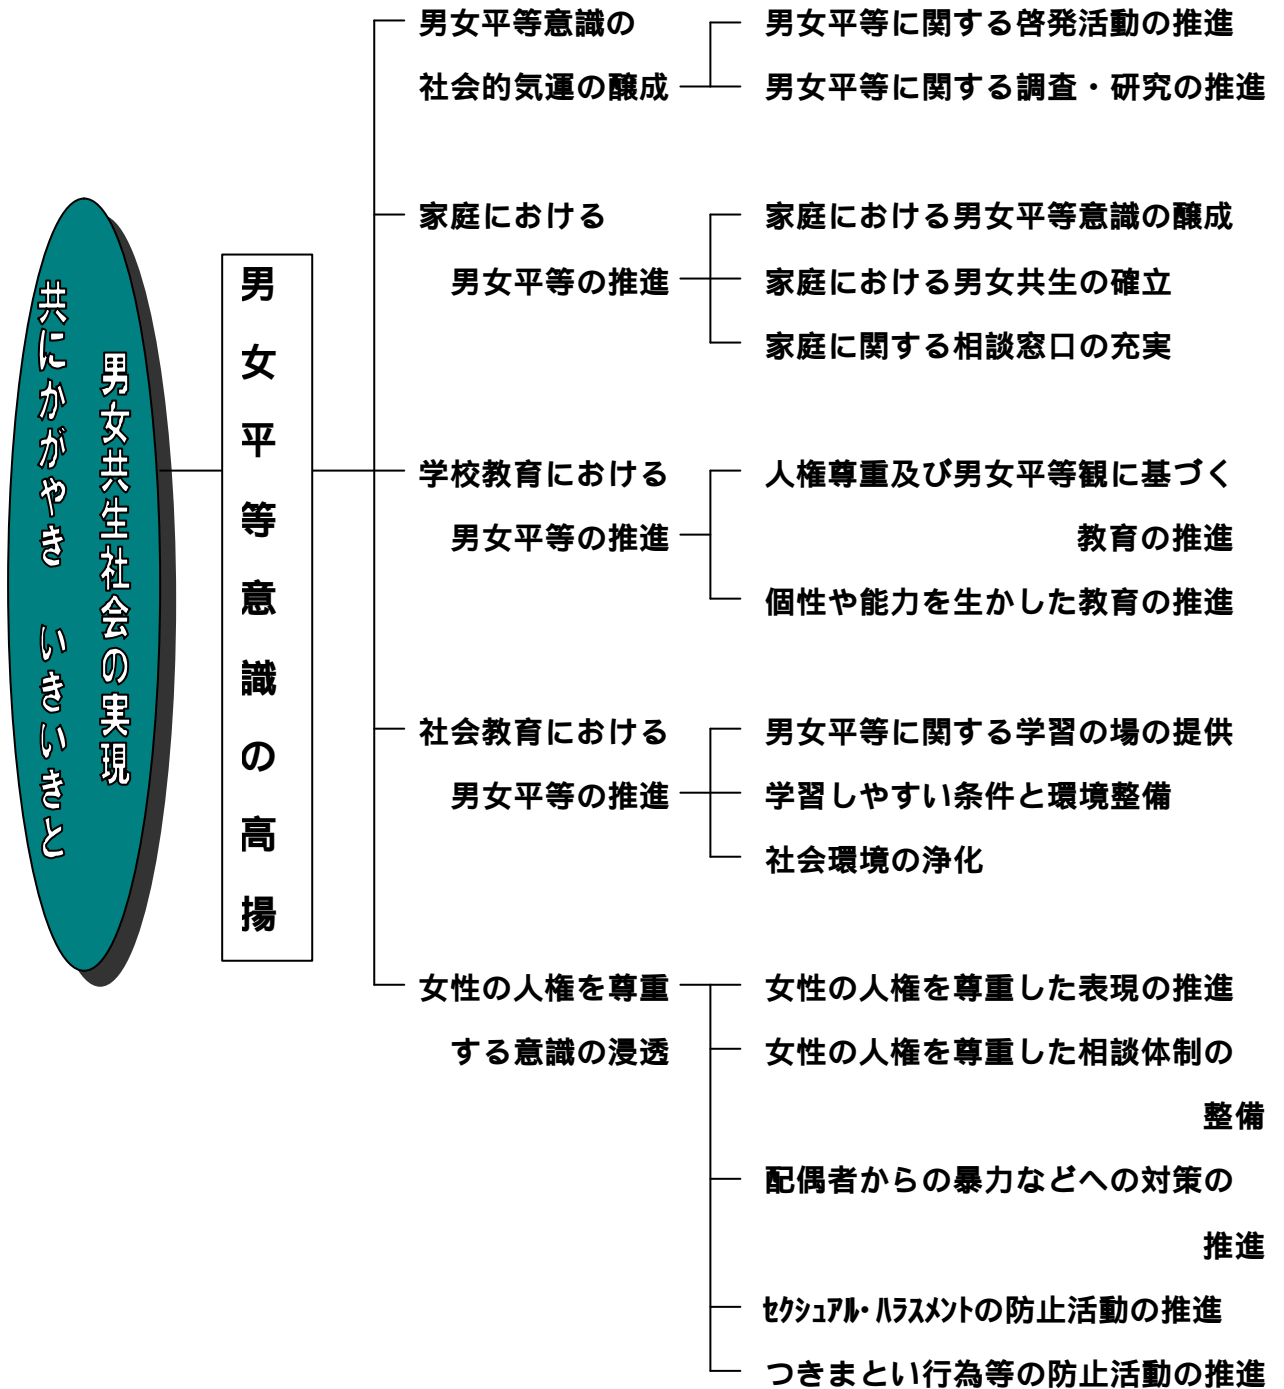 共にかがやき　いきいきと
男女共生社会の実現
男女平等意識の高揚
男女平等意識の
社会的気運の醸成
男女平等に関する啓発活動の推進
男女平等に関する調査・研究の推進
家庭における
男女平等の推進
家庭における男女平等意識の醸成
家庭における男女共生の確立
家庭に関する相談窓口の充実
学校教育における
男女平等の推進
人権尊重及び男女平等観に基づく
教育の推進
個性や能力を生かした教育の推進
社会教育における
男女平等の推進
男女平等に関する学習の場の提供
学習しやすい条件と環境整備
社会環境の浄化
女性の人権を尊重
する意識の浸透
女性の人権を尊重した表現の推進
女性の人権を尊重した相談体制の
整備
配偶者からの暴力などへの対策の
推進
ｾｸｼｭｱﾙ･ﾊﾗｽﾒﾝﾄの防止活動の推進
つきまとい行為等の防止活動の推進